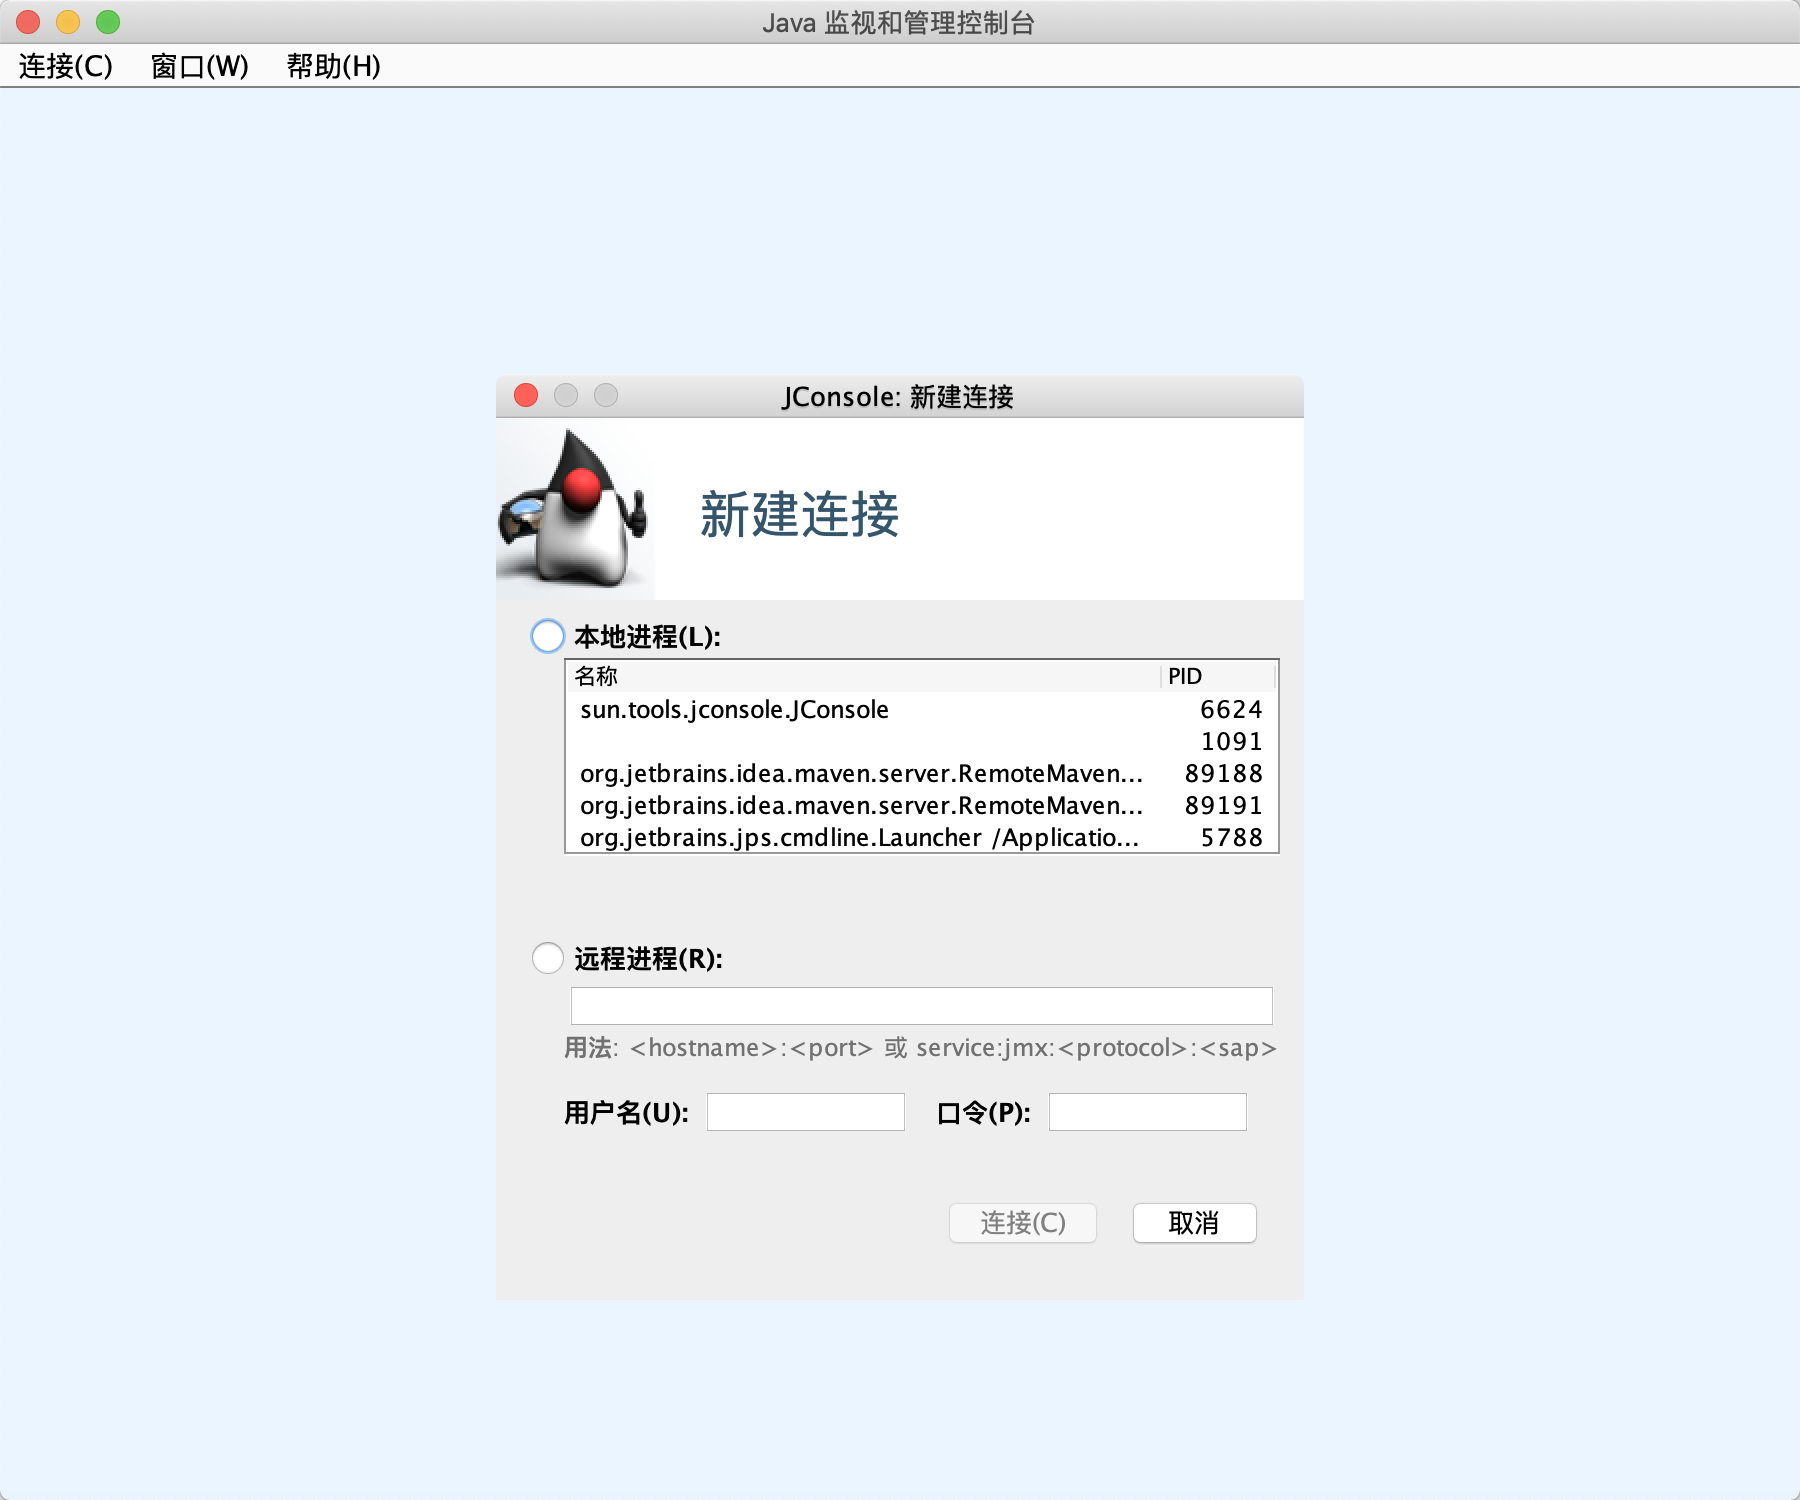 Java 监视和管理控制台
连接(C) 窗口(W) 帮助(H)
JConsole: 新建连接
新建连接
本地进程(L):
名称 PID
sun.tools.jconsole.JConsole 6624
1091
org.jetbrains.idea.maven.server.RemoteMaven... 89188
org.jetbrains.idea.maven.server.RemoteMaven... 89191
org.jetbrains.jps.cmdline.Launcher /Applicatio... 5788
远程进程(R):
用法: <hostname>:<port> 或 service:jmx:<protocol>:<sap>
用户名(U): 口令(P):
连接(C) 取消